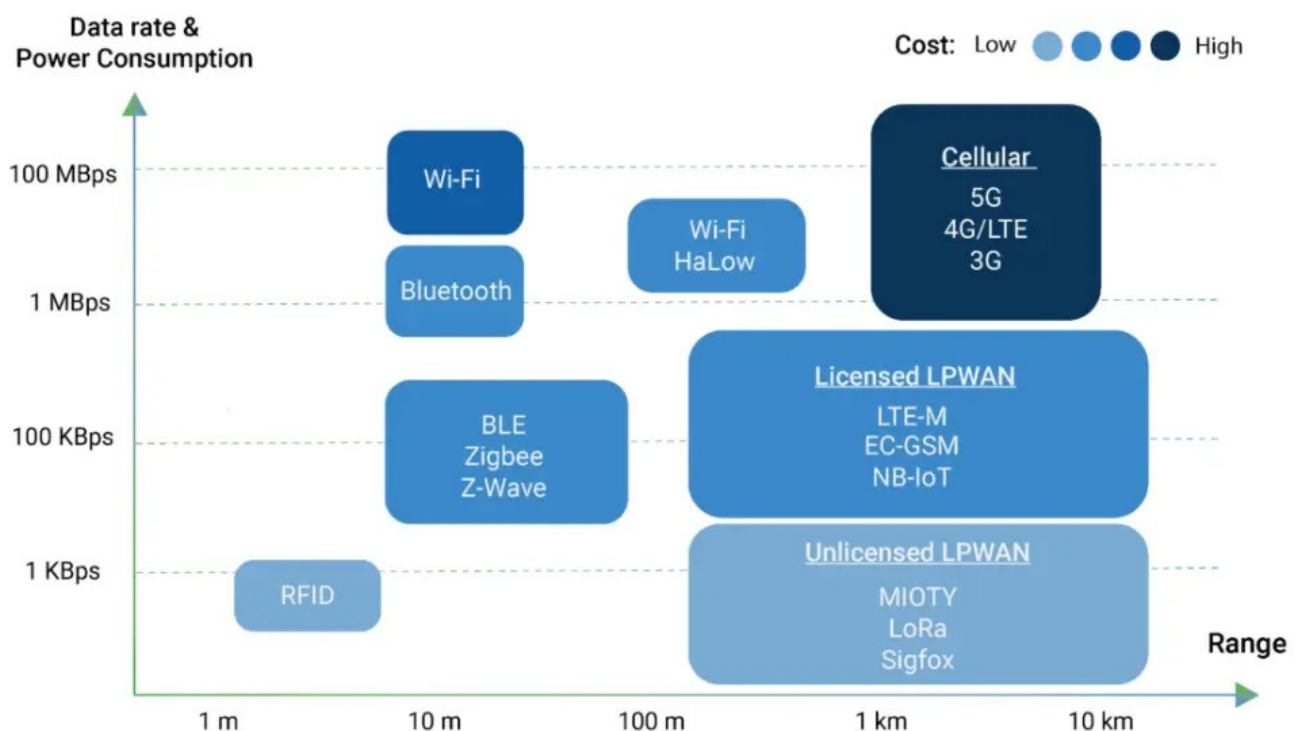 Data rate &
Power Consumption
Cost: Low High
100 MBps
Wi-Fi
Cellular
5G
4G/LTE
3G
Wi-Fi
HaLow
Bluetooth
1 MBps
Licensed LPWAN
LTE-M
EC-GSM
NB-IoT
BLE
Zigbee
Z-Wave
100 KBps
Unlicensed LPWAN
MIOTY
LoRa
Sigfox
1 KBps
RFID
Range
1 m 10 m 100 m 1 km 10 km